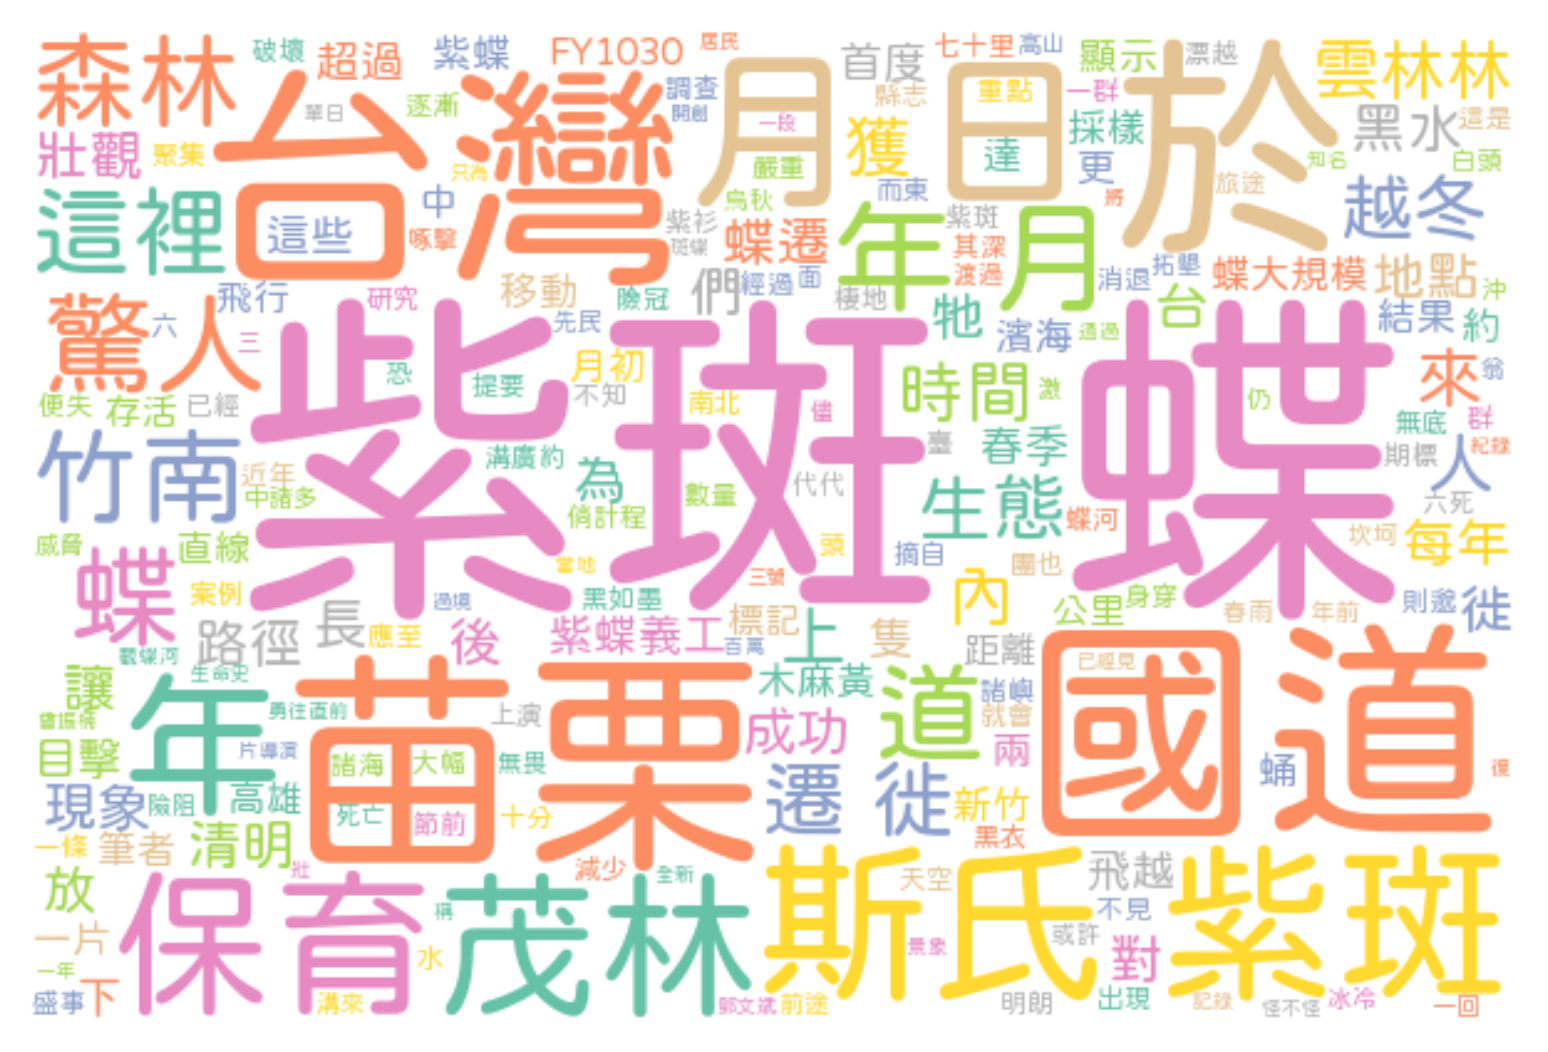 森林 破壞 超過 紫蝶 FY1030 居民 首度 七十里 高山 顯示 漂越 雲林林
台灣 月 日 於
單日 逐漸 調查 開創 縣志 重點 一群
壯觀 聚集 只為 一段 嚴重 獲 達 採樣 更 知名 黑水 這是 白頭
這裡 這些 中 啄擊 紫衫 斑蝶 烏秋 蝶遷 而東 年月 紫斑 其深 渡過 將 旅途 越冬
飛行 研究 移動 險冠 們 經過 面 棲地 消退 拓墾 台 蝶大規模 地點 沖
驚人 六 三 先民 牠 濱海 通過 結果 約
紫斑蝶
恐 提要 月初 不知 南北 儘 時間 激 仍 來 翁
便失 存活 已經 無底 群
竹南 近年 中諸多 溝廣約 為 數量 代代 臺 春季 期標 人 紀錄
倘計程 生態 蝶河 六死
威脅 直線 當地 頭 三號 摘自 團也 坎坷 每年
蝶 案例 過境 黑如墨 內 公里 身穿 春雨 年前 則邈 徙
路徑 長 應至 後 紫蝶義工 標記 百萬 上 隻 距離
觀蝶河 生命史 木麻黃 諸嶼 已經見
讓 曾振楠 年 勇往直前 苗栗 上演 成功 道 就會 兩 國道
目擊 片導演 諸海 大幅 無畏 蛹 復
現象 險阻 高雄 死亡 節前 十分 遷徙 新竹 黑衣
一條 筆者 清明 減少 全新
放 壯 保育 稱 茂林 斯氏 天空 飛越 紫斑
一片 不見 景象 或許 對
一年 水
盛事 下 溝來 鄧文斌 前途 明朗 出現 記錄 怪不怪 冰冷 一回